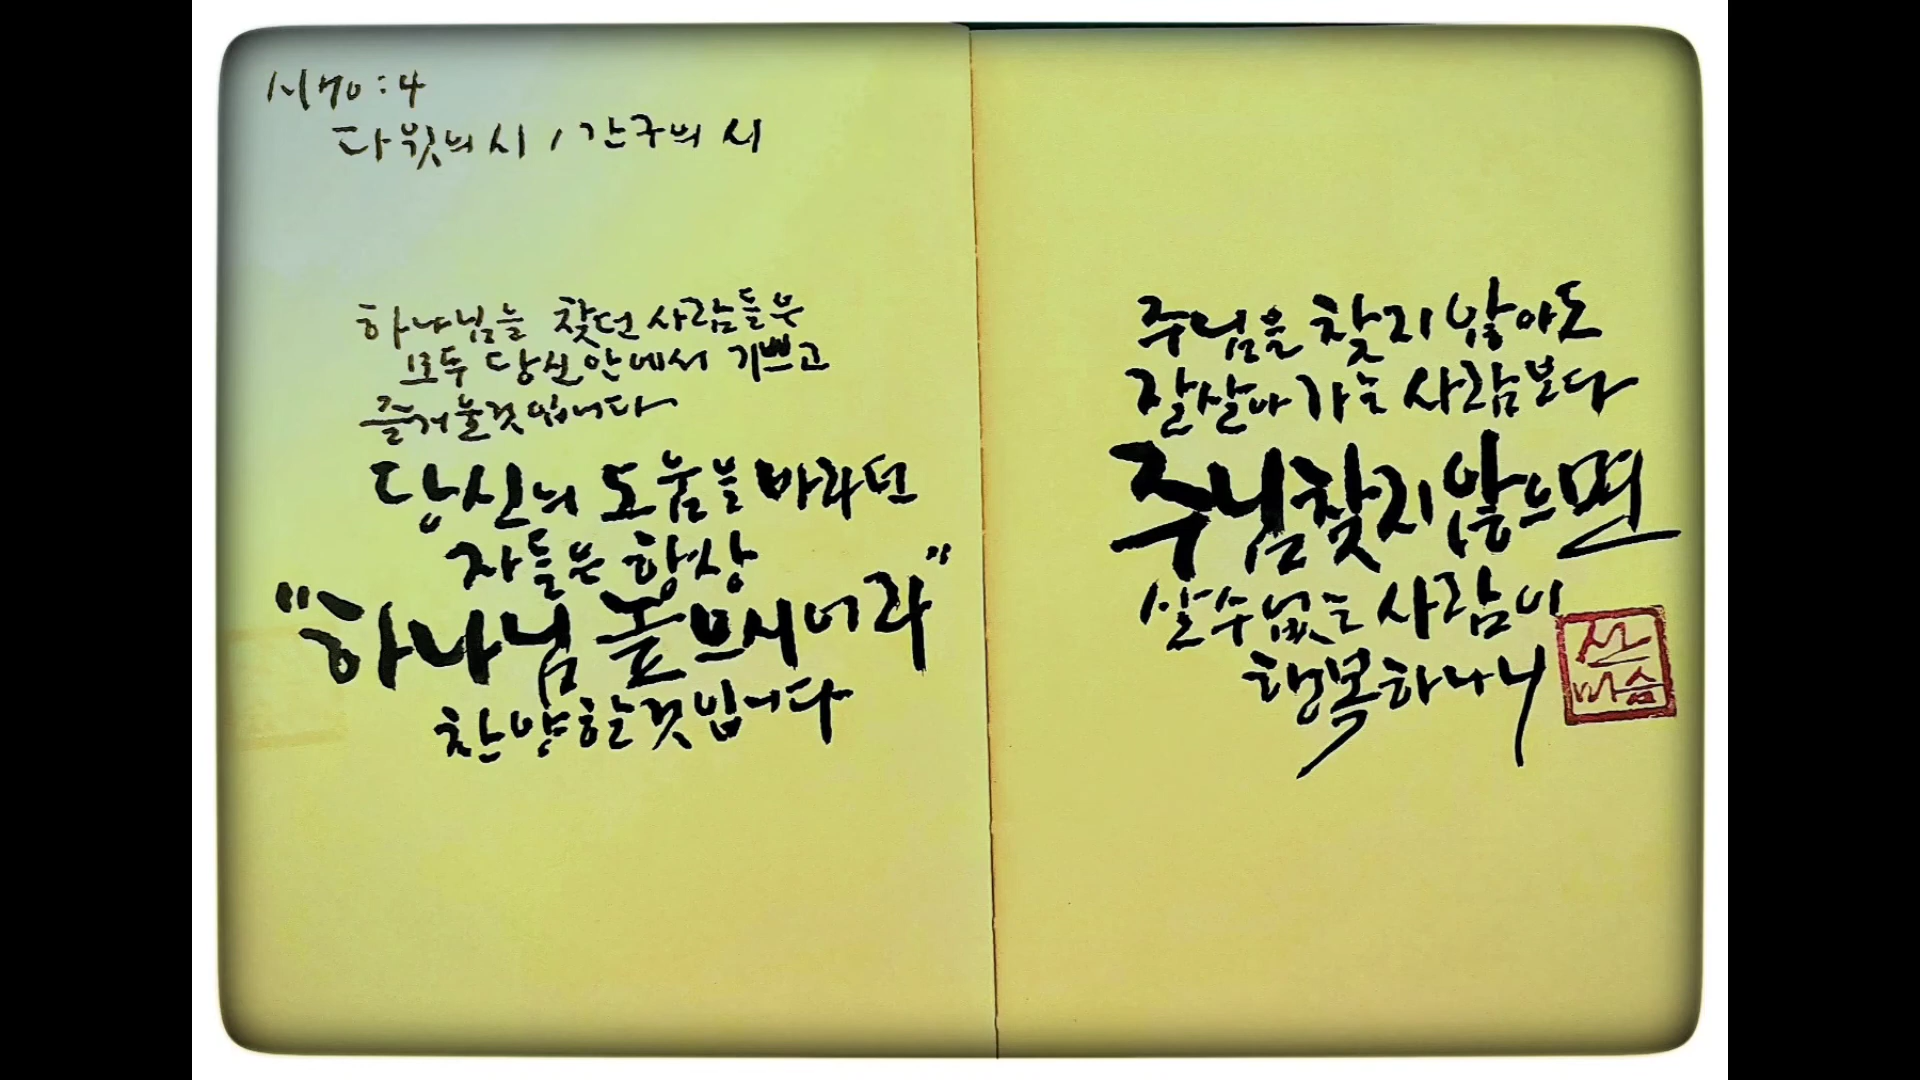 시70:4
다윗의 시 / 간구의 시
하나님을 찾던 사람들은
모두 당신 안에서 기쁘고
즐거울것입니다
당신의 도움을 바라던
자들은 항상
"하나님 높으시어라"
찬양할것입니다
주님을 찾지 않아도
잘살아가는 사람보다
주님 찾지 않으면
살수없는 사람이
행복하나니
산
마슴